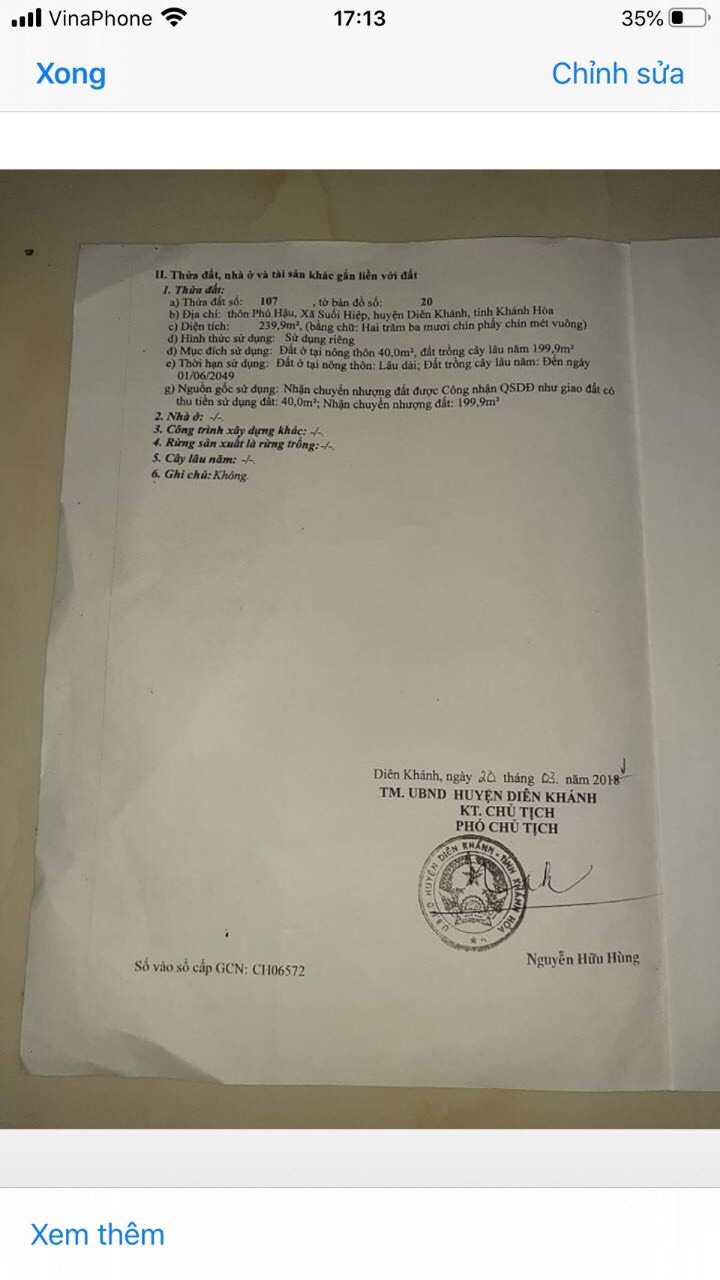 VinaPhone 17:13 35%
Xong Chỉnh sửa
II. Thửa đất, nhà ở và tài sản khác gắn liền với đất
1. Thửa đất:
a) Thửa đất số: 107 , tờ bản đồ số: 20
b) Địa chỉ: thôn Phú Hậu, Xã Suối Hiệp, huyện Diên Khánh, tỉnh Khánh Hòa
c) Diện tích: 239,9m², (bằng chữ: Hai trăm ba mươi chín phẩy chín mét vuông)
d) Hình thức sử dụng: Sử dụng riêng
đ) Mục đích sử dụng: Đất ở tại nông thôn 40,0m², đất trồng cây lâu năm 199,9m²
e) Thời hạn sử dụng: Đất ở tại nông thôn: Lâu dài; Đất trồng cây lâu năm: Đến ngày
01/06/2049
g) Nguồn gốc sử dụng: Nhận chuyển nhượng đất được Công nhận QSDĐ như giao đất có
thu tiền sử dụng đất: 40,0m²; Nhận chuyển nhượng đất: 199,9m²
2. Nhà ở: -/-.
3. Công trình xây dựng khác: -/-.
4. Rừng sản xuất là rừng trồng:-/-.
5. Cây lâu năm: -/-.
6. Ghi chú: Không.
Diên Khánh, ngày 20 tháng 03. năm 2018
TM. UBND HUYỆN DIÊN KHÁNH
KT. CHỦ TỊCH
PHÓ CHỦ TỊCH
U.B.N.D HUYỆN DIÊN KHÁNH - TỈNH KHÁNH HÒA
Nguyễn Hữu Hùng
Số vào sổ cấp GCN: CH06572
Xem thêm